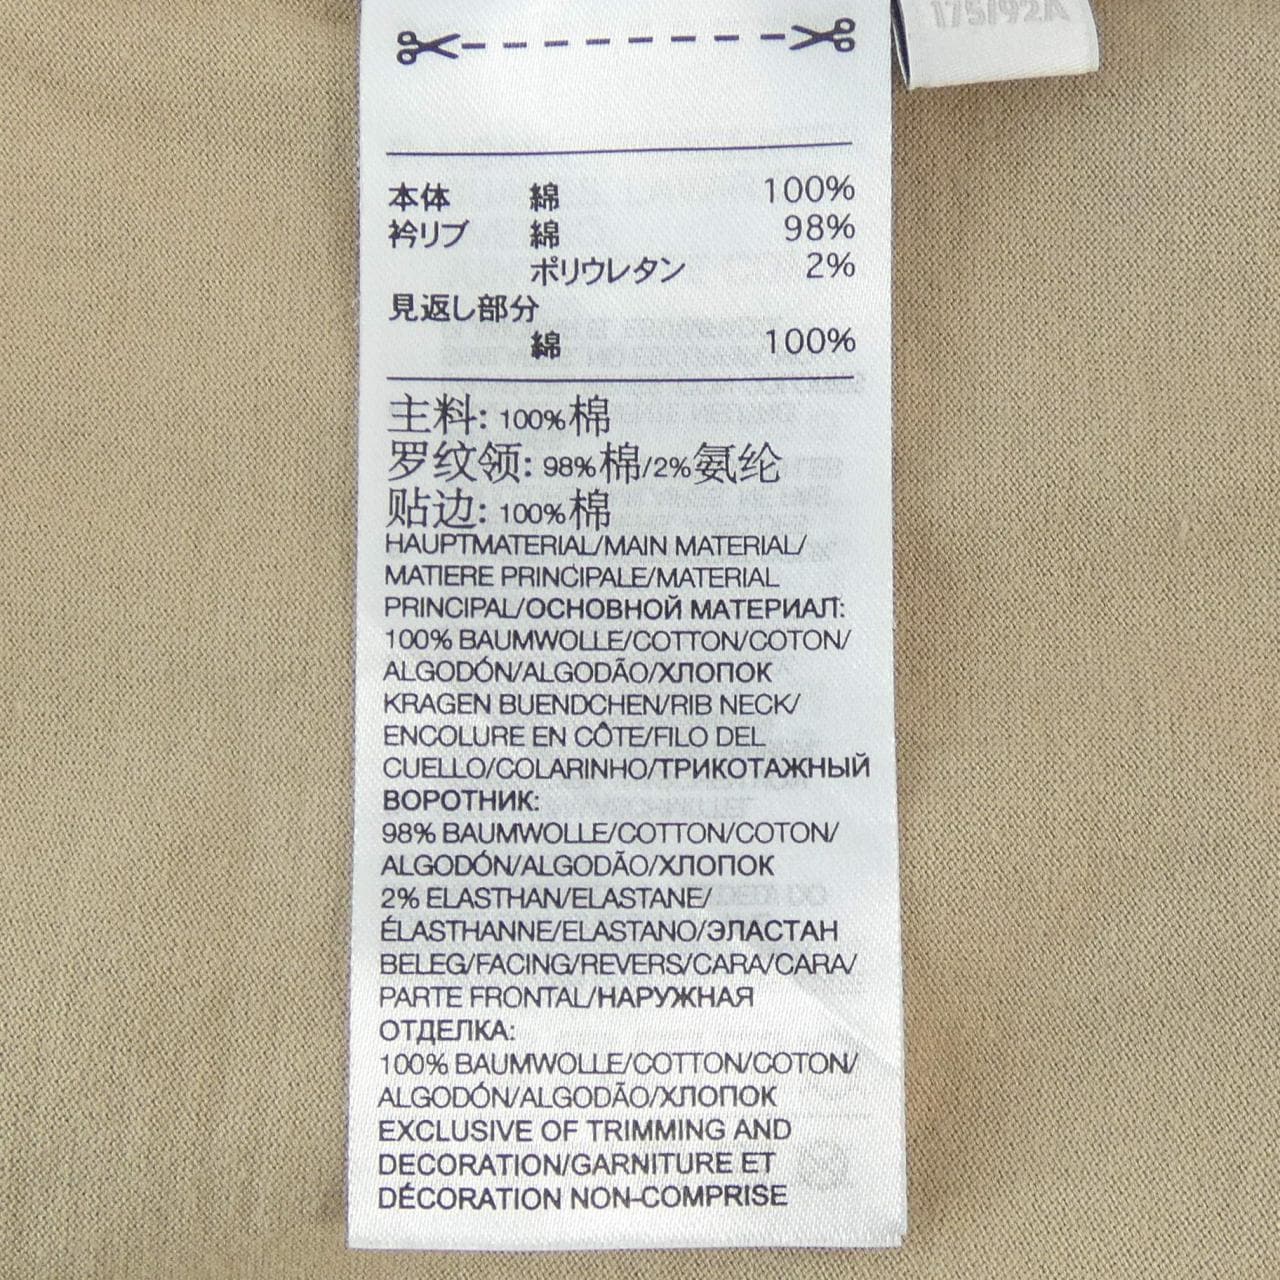 175/92A
本体 綿 100%
衿リブ 綿 98%
ポリウレタン 2%
見返し部分
綿 100%
主料: 100%棉
罗纹领: 98%棉/2%氨纶
贴边: 100%棉
HAUPTMATERIAL/MAIN MATERIAL/
MATIERE PRINCIPALE/MATERIAL
PRINCIPAL/ОСНОВНОЙ МАТЕРИАЛ:
100% BAUMWOLLE/COTTON/COTON/
ALGODÓN/ALGODÃO/ХЛОПОК
KRAGEN BUENDCHEN/RIB NECK/
ENCOLURE EN CÔTE/FILO DEL
CUELLO/COLARINHO/ТРИКОТАЖНЫЙ
ВОРОТНИК:
98% BAUMWOLLE/COTTON/COTON/
ALGODÓN/ALGODÃO/ХЛОПОК
2% ELASTHAN/ELASTANE/
ÉLASTHANNE/ELASTANO/ЭЛАСТАН
BELEG/FACING/REVERS/CARA/CARA/
PARTE FRONTAL/НАРУЖНАЯ
ОТДЕЛКА:
100% BAUMWOLLE/COTTON/COTON/
ALGODÓN/ALGODÃO/ХЛОПОК
EXCLUSIVE OF TRIMMING AND
DECORATION/GARNITURE ET
DÉCORATION NON-COMPRISE